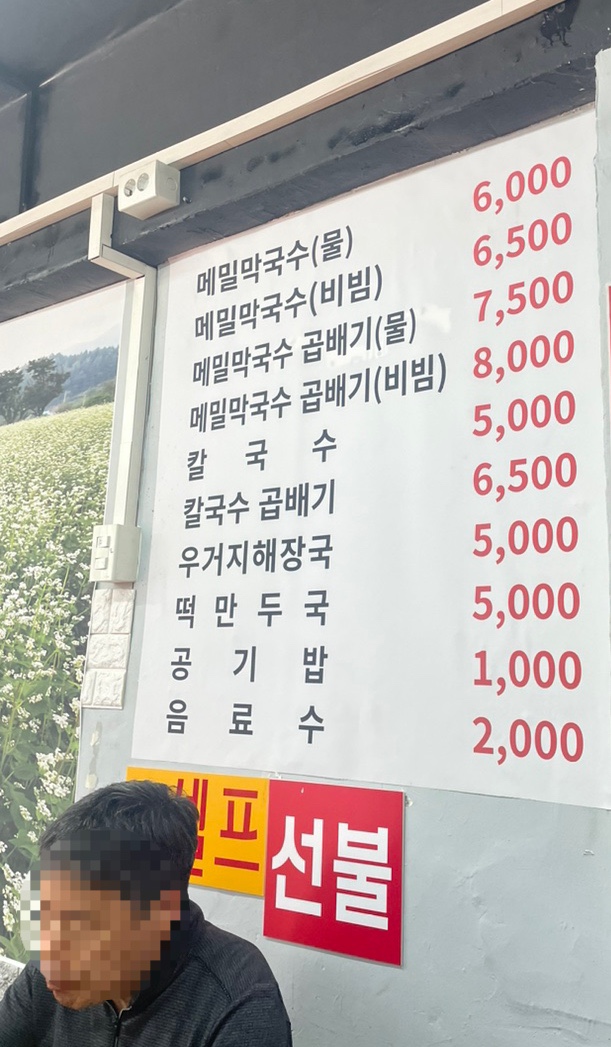 메밀막국수(물) 6,000
메밀막국수(비빔) 6,500
메밀막국수 곱배기(물) 7,500
메밀막국수 곱배기(비빔) 8,000
칼 국 수 5,000
칼국수 곱배기 6,500
우거지해장국 5,000
떡 만 두 국 5,000
공 기 밥 1,000
음 료 수 2,000
셀프
선불